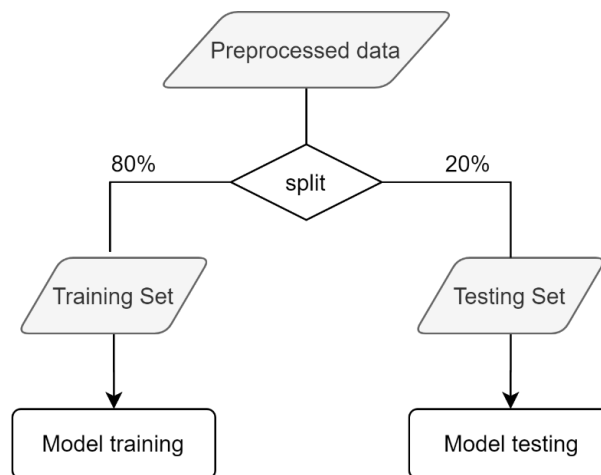 Preprocessed data
80%
20%
split
Training Set
Testing Set
Model training
Model testing